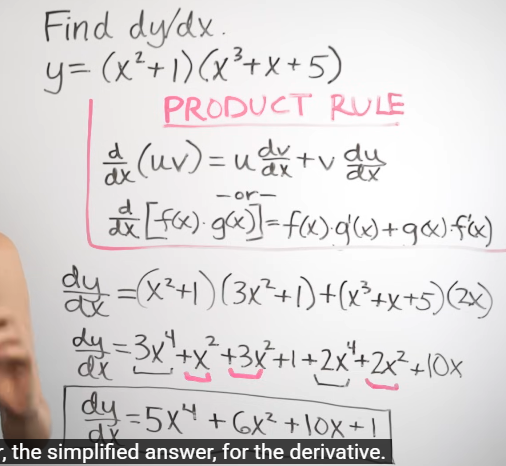 Find dy/dx.
y= (x²+1)(x³+x+5)
PRODUCT RULE
d/dx (uv) = u dv/dx + v du/dx
-or-
d/dx [f(x)·g(x)] = f(x)·g'(x)+g(x)·f'(x)
dy/dx = (x²+1)(3x²+1)+(x³+x+5)(2x)
dy/dx = 3x⁴+x²+3x²+1+2x⁴+2x²+10x
dy/dx = 5x⁴ + 6x² + 10x + 1
, the simplified answer, for the derivative.